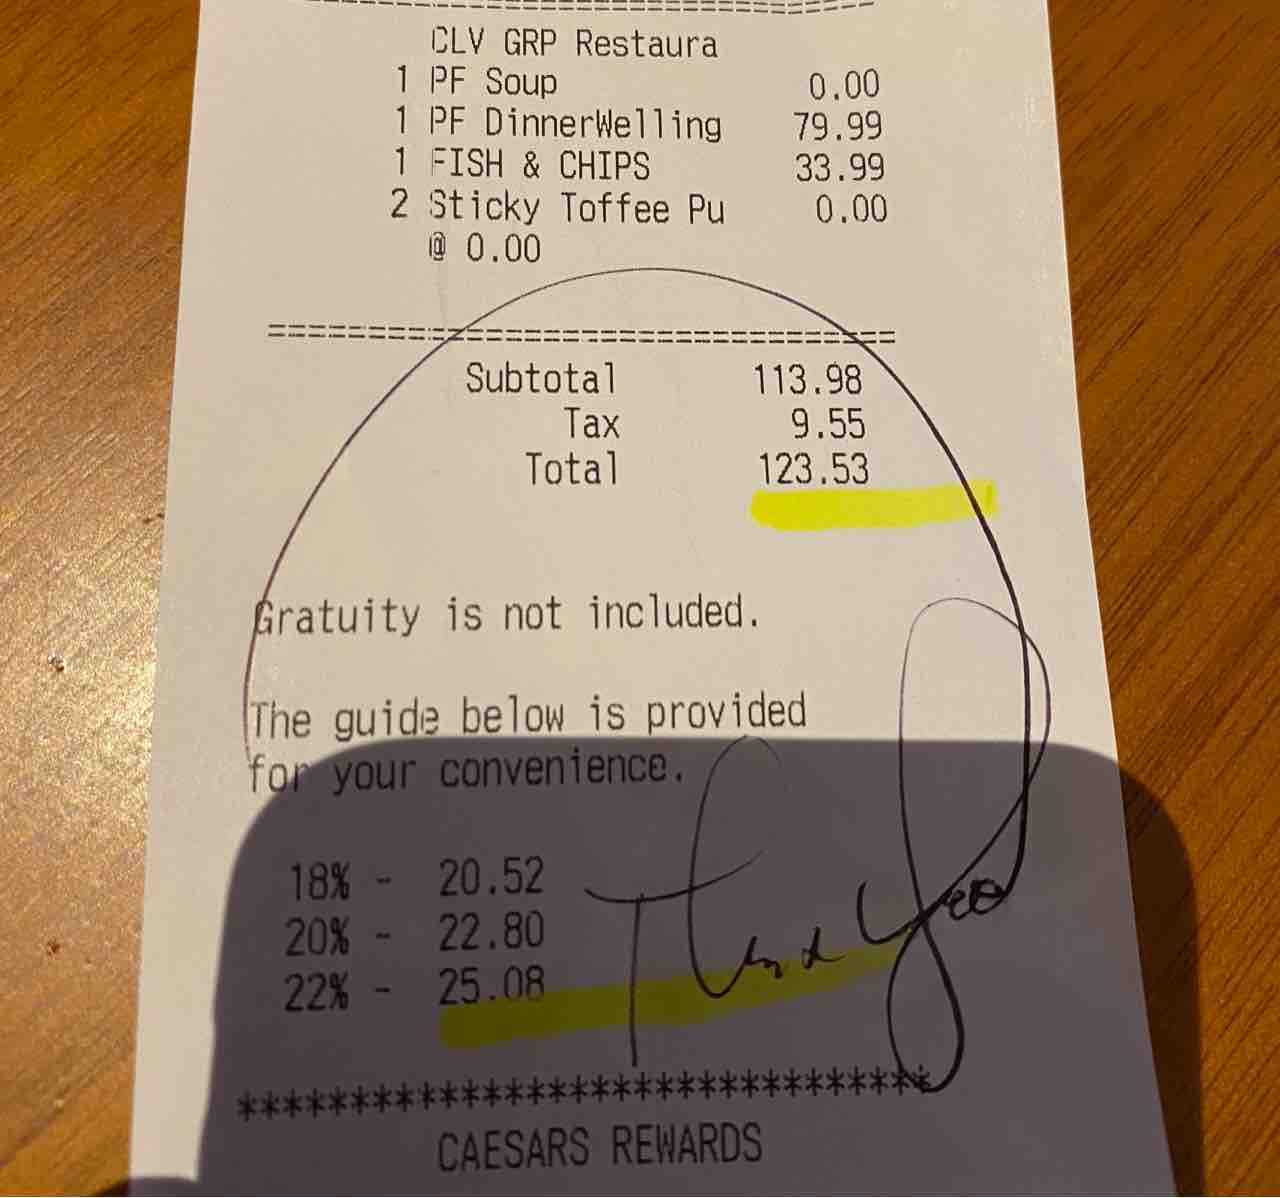 CLV GRP Restaura
1 PF Soup 0.00
1 PF DinnerWelling 79.99
1 FISH & CHIPS 33.99
2 Sticky Toffee Pu 0.00
@ 0.00
==================================
Subtotal 113.98
Tax 9.55
Total 123.53
Gratuity is not included.
The guide below is provided
for your convenience.
18% - 20.52
20% - 22.80
22% - 25.08
Thank You
********************************
CAESARS REWARDS